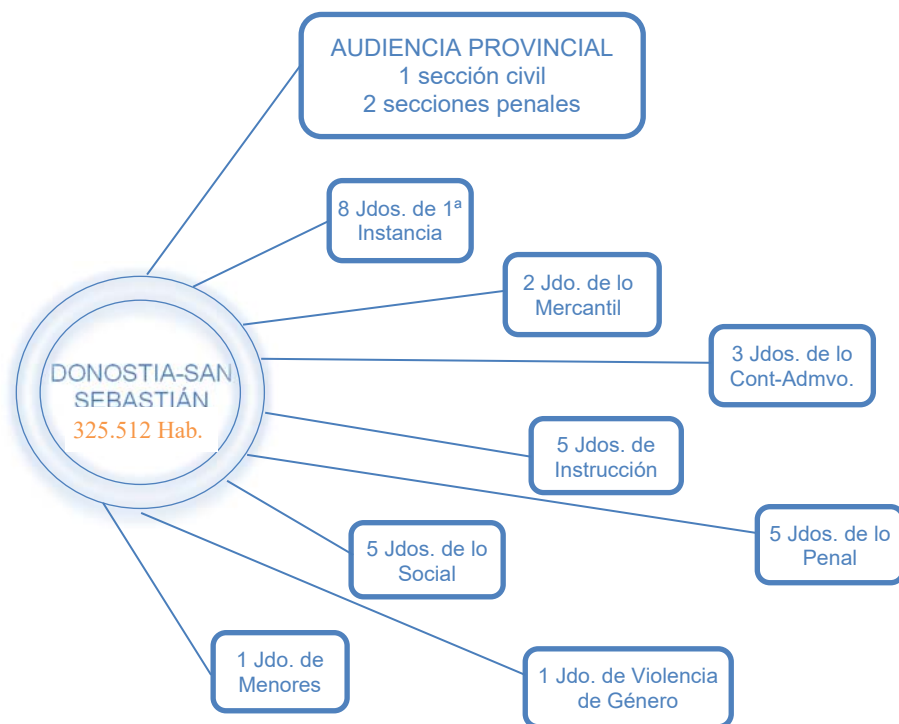 AUDIENCIA PROVINCIAL
1 sección civil
2 secciones penales
8 Jdos. de 1ª
Instancia
2 Jdo. de lo
Mercantil
3 Jdos. de lo
Cont-Admvo.
DONOSTIA-SAN
SEBASTIÁN
325.512 Hab.
5 Jdos. de
Instrucción
5 Jdos. de lo
Penal
5 Jdos. de lo
Social
1 Jdo. de
Menores
1 Jdo. de Violencia
de Género